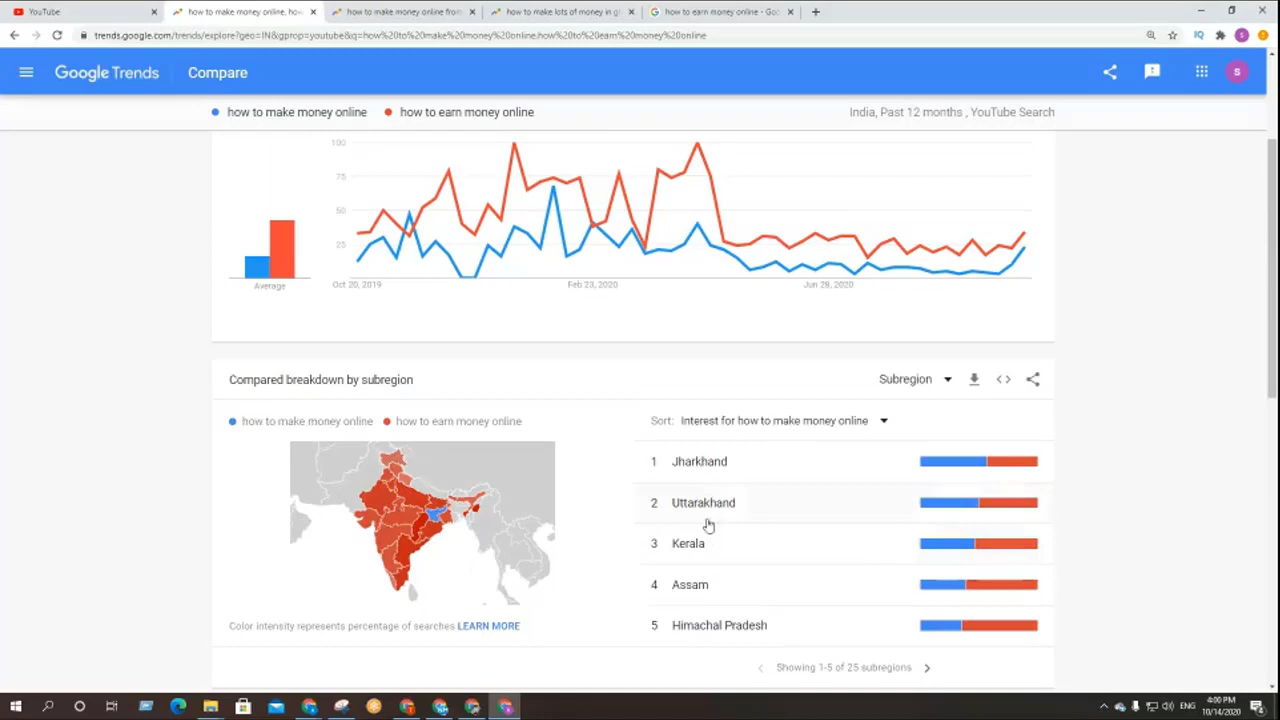 YouTube
how to make money online, how
how to make money online from
how to make lots of money in gt
how to earn money online - Goo
trends.google.com/trends/explore?geo=IN&gprop=youtube&q=how%20to%20make%20money%20online,how%20to%20earn%20money%20online
Google Trends
Compare
S
how to make money online
how to earn money online
India, Past 12 months , YouTube Search
100
75
50
25
Average
Oct 20, 2019
Feb 23, 2020
Jun 28, 2020
Compared breakdown by subregion
Subregion
how to make money online
how to earn money online
Sort: Interest for how to make money online
1 Jharkhand
2 Uttarakhand
3 Kerala
4 Assam
5 Himachal Pradesh
Color intensity represents percentage of searches LEARN MORE
Showing 1-5 of 25 subregions
ENG
4:00 PM
10/14/2020